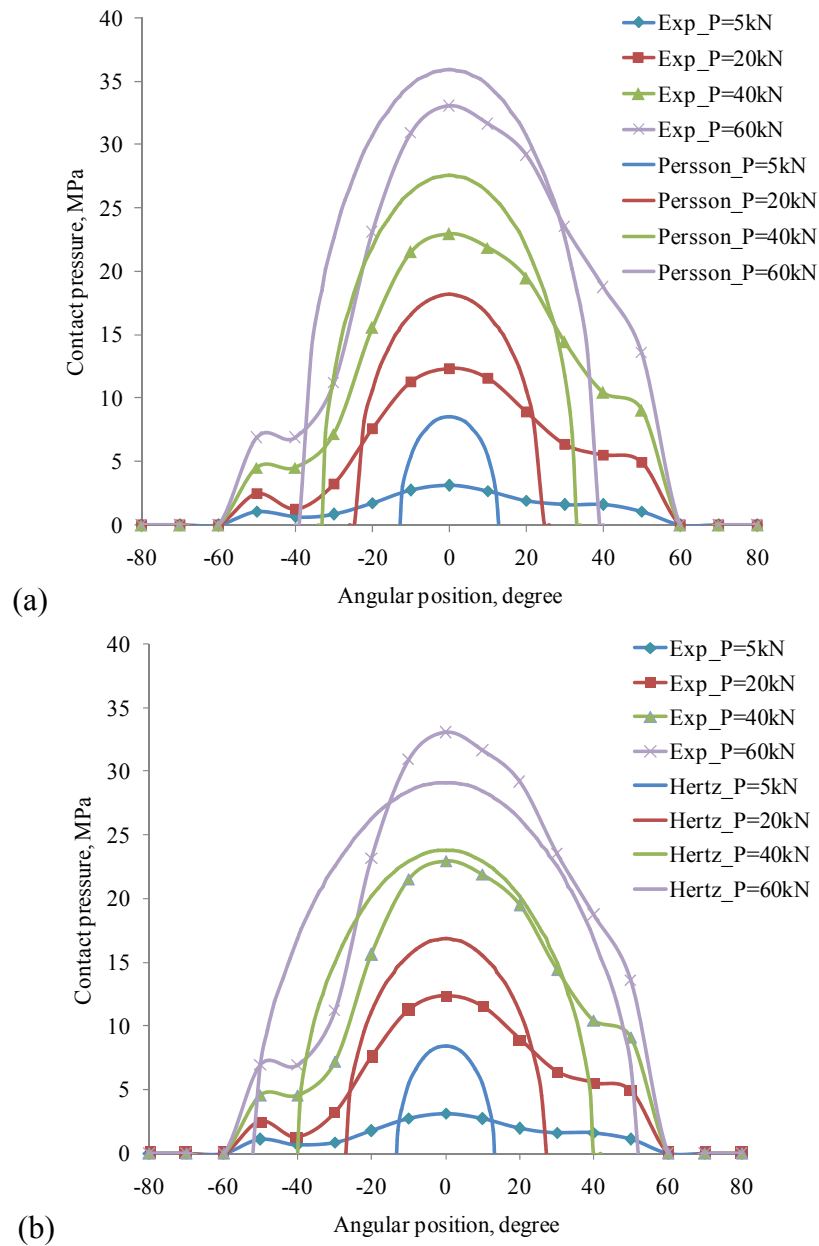 40
35
30
25
20
15
10
5
0
Contact pressure, MPa
-80 -60 -40 -20 0 20 40 60 80
Angular position, degree
Exp_P=5kN
Exp_P=20kN
Exp_P=40kN
Exp_P=60kN
Persson_P=5kN
Persson_P=20kN
Persson_P=40kN
Persson_P=60kN
(a)
40
35
30
25
20
15
10
5
0
Contact pressure, MPa
-80 -60 -40 -20 0 20 40 60 80
Angular position, degree
Exp_P=5kN
Exp_P=20kN
Exp_P=40kN
Exp_P=60kN
Hertz_P=5kN
Hertz_P=20kN
Hertz_P=40kN
Hertz_P=60kN
(b)